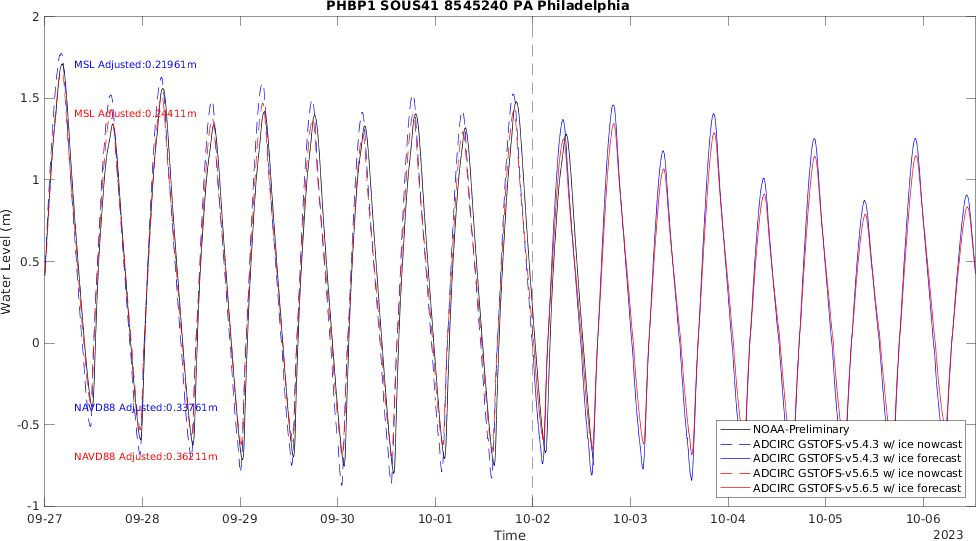 PHBP1 SOUS41 8545240 PA Philadelphia
2
1.5
1
0.5
0
-0.5
-1
Water Level (m)
MSL Adjusted:0.21961m
MSL Adjusted:0.24411m
NAVD88 Adjusted:0.33761m
NAVD88 Adjusted:0.36211m
NOAA-Preliminary
ADCIRC GSTOFS-v5.4.3 w/ ice nowcast
ADCIRC GSTOFS-v5.4.3 w/ ice forecast
ADCIRC GSTOFS-v5.6.5 w/ ice nowcast
ADCIRC GSTOFS-v5.6.5 w/ ice forecast
09-27 09-28 09-29 09-30 10-01 10-02 10-03 10-04 10-05 10-06
Time
2023